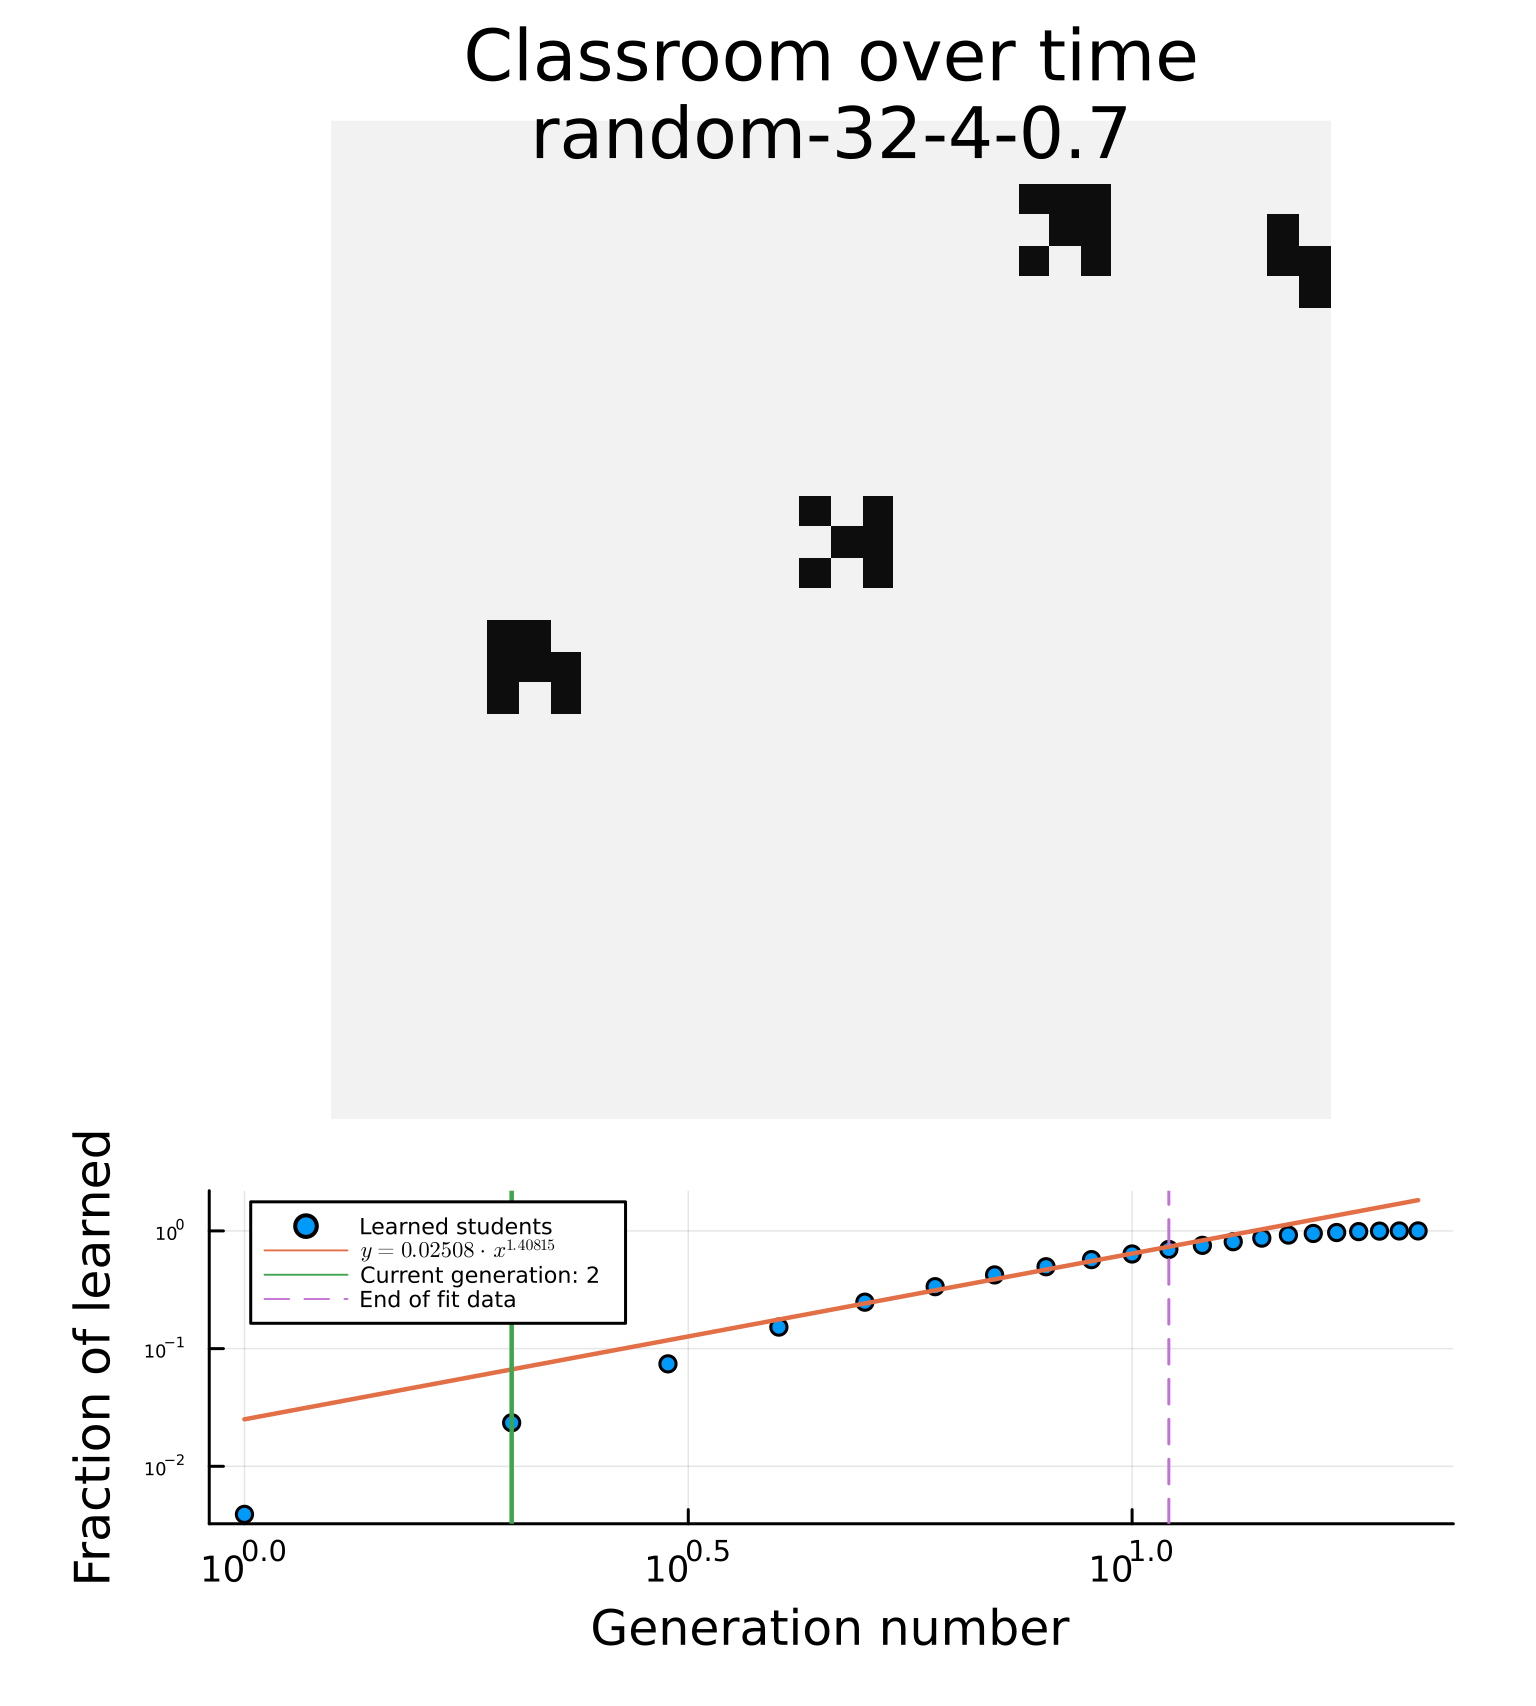 Classroom over time
random-32-4-0.7
Fraction of learned
10^0
10^−1
10^−2
Learned students
y = 0.02508 · x^1.40815
Current generation: 2
End of fit data
10^0.0
10^0.5
10^1.0
Generation number